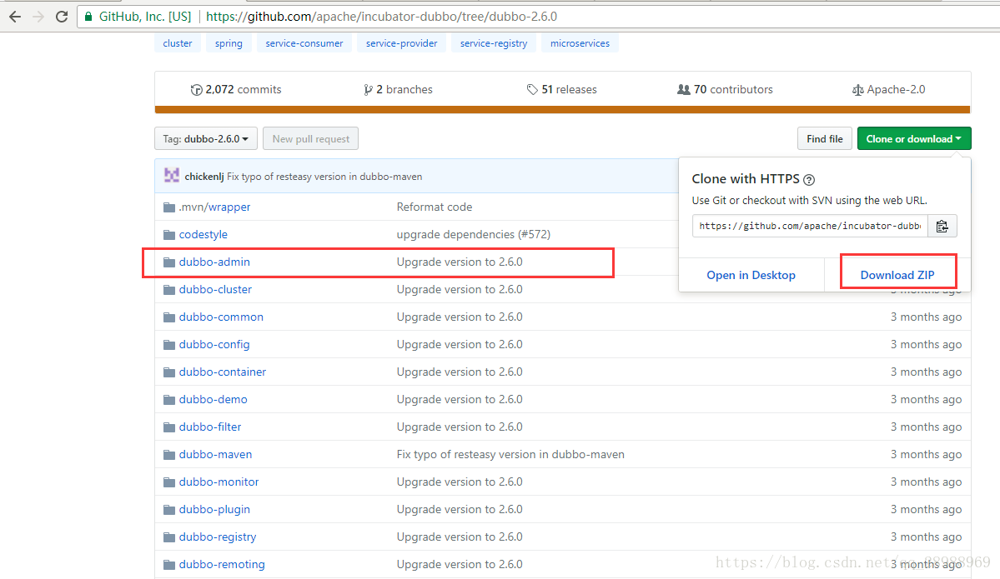 GitHub, Inc. [US] https://github.com/apache/incubator-dubbo/tree/dubbo-2.6.0
cluster spring service-consumer service-provider service-registry microservices
2,072 commits 2 branches 51 releases 70 contributors Apache-2.0
Tag: dubbo-2.6.0 New pull request Find file Clone or download
chickenlj Fix typo of resteasy version in dubbo-maven
Clone with HTTPS
Use Git or checkout with SVN using the web URL.
https://github.com/apache/incubator-dubb
Open in Desktop Download ZIP
.mvn/wrapper Reformat code
codestyle upgrade dependencies (#572)
dubbo-admin Upgrade version to 2.6.0
dubbo-cluster Upgrade version to 2.6.0 3 months ago
dubbo-common Upgrade version to 2.6.0 3 months ago
dubbo-config Upgrade version to 2.6.0 3 months ago
dubbo-container Upgrade version to 2.6.0 3 months ago
dubbo-demo Upgrade version to 2.6.0 3 months ago
dubbo-filter Upgrade version to 2.6.0 3 months ago
dubbo-maven Fix typo of resteasy version in dubbo-maven 3 months ago
dubbo-monitor Upgrade version to 2.6.0 3 months ago
dubbo-plugin Upgrade version to 2.6.0 3 months ago
dubbo-registry Upgrade version to 2.6.0 3 months ago
dubbo-remoting Upgrade version to 2.6.0 3 months ago